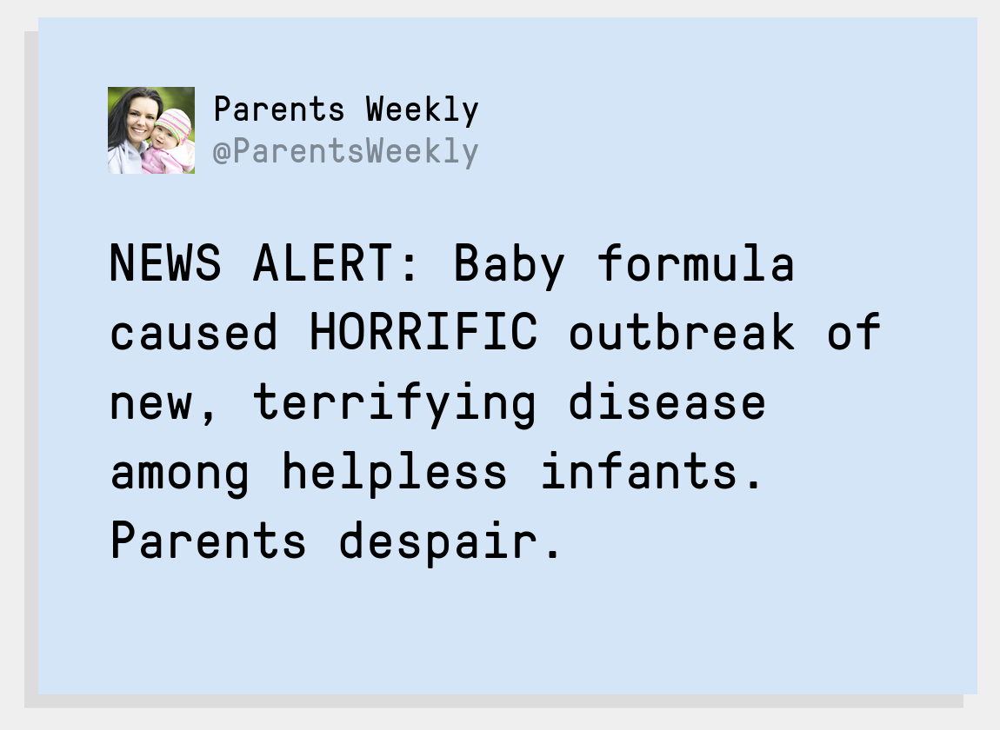 Parents Weekly
@ParentsWeekly
NEWS ALERT: Baby formula
caused HORRIFIC outbreak of
new, terrifying disease
among helpless infants.
Parents despair.